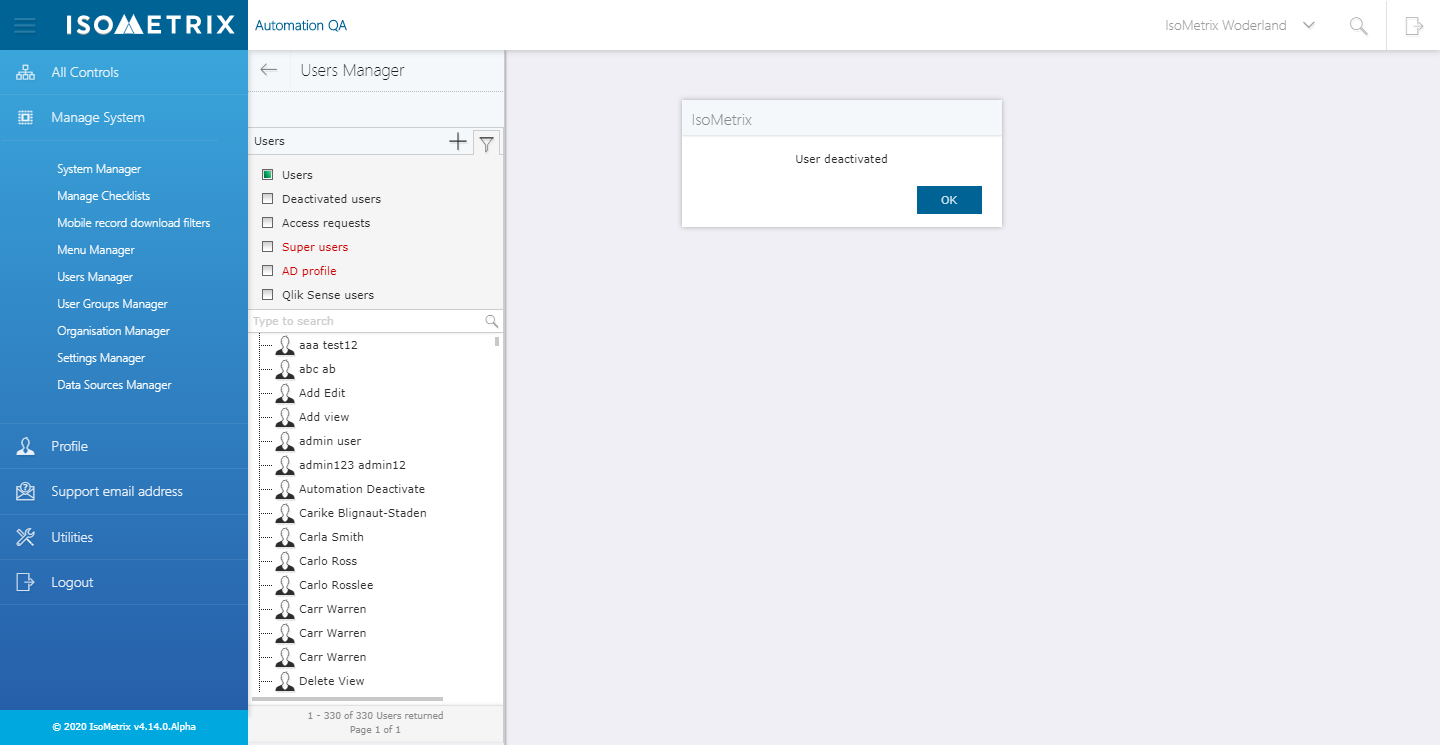 ISOMETRIX
Automation QA
IsoMetrix Woderland
All Controls
Manage System
System Manager
Manage Checklists
Mobile record download filters
Menu Manager
Users Manager
User Groups Manager
Organisation Manager
Settings Manager
Data Sources Manager
Profile
Support email address
Utilities
Logout
© 2020 IsoMetrix v4.14.0.Alpha
Users Manager
Users
Users
Deactivated users
Access requests
Super users
AD profile
Qlik Sense users
Type to search
aaa test12
abc ab
Add Edit
Add view
admin user
admin123 admin12
Automation Deactivate
Carike Blignaut-Staden
Carla Smith
Carlo Ross
Carlo Rosslee
Carr Warren
Carr Warren
Carr Warren
Delete View
1 - 330 of 330 Users returned
Page 1 of 1
IsoMetrix
User deactivated
OK